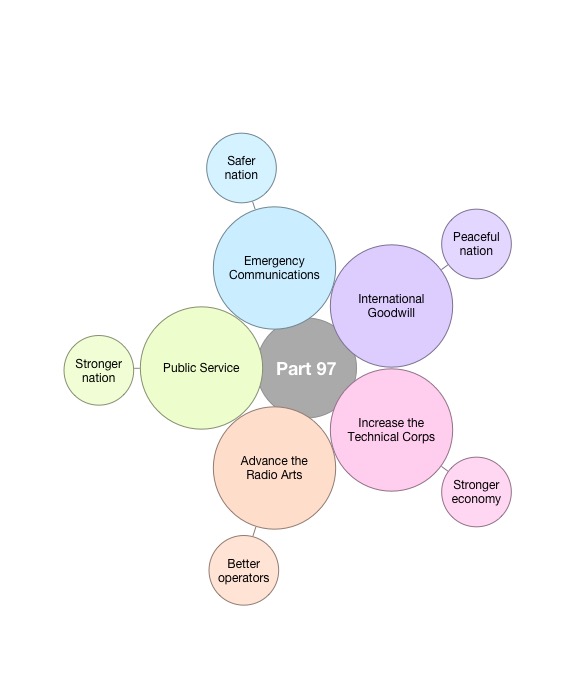 Safer
nation
Emergency
Communications
Peaceful
nation
International
Goodwill
Stronger
nation
Public Service
Part 97
Increase the
Technical Corps
Advance the
Radio Arts
Stronger
economy
Better
operators